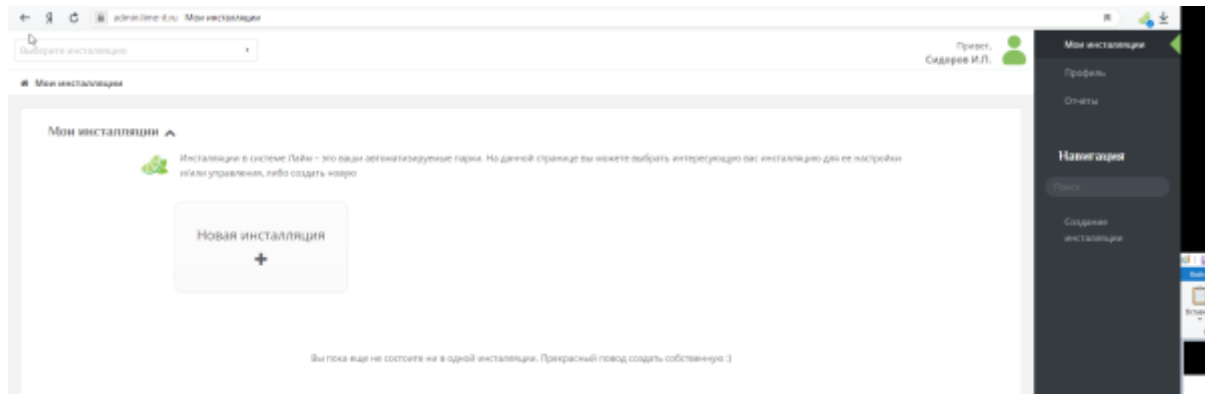 admin.lime-it.ru Мои инсталляции
Выберите инсталляцию
Привет,
Сидоров И.П.
Мои инсталляции
Мои инсталляции
Инсталляции в системе Лайм - это ваши автоматизируемые парки. На данной странице вы можете выбрать интересующую вас инсталляцию для ее настройки
и/или управления, либо создать новую
Новая инсталляция
+
Вы пока еще не состоите ни в одной инсталляции. Прекрасный повод создать собственную :)
Мои инсталляции
Профиль
Отчёты
Навигация
Поиск...
Создание
инсталляции